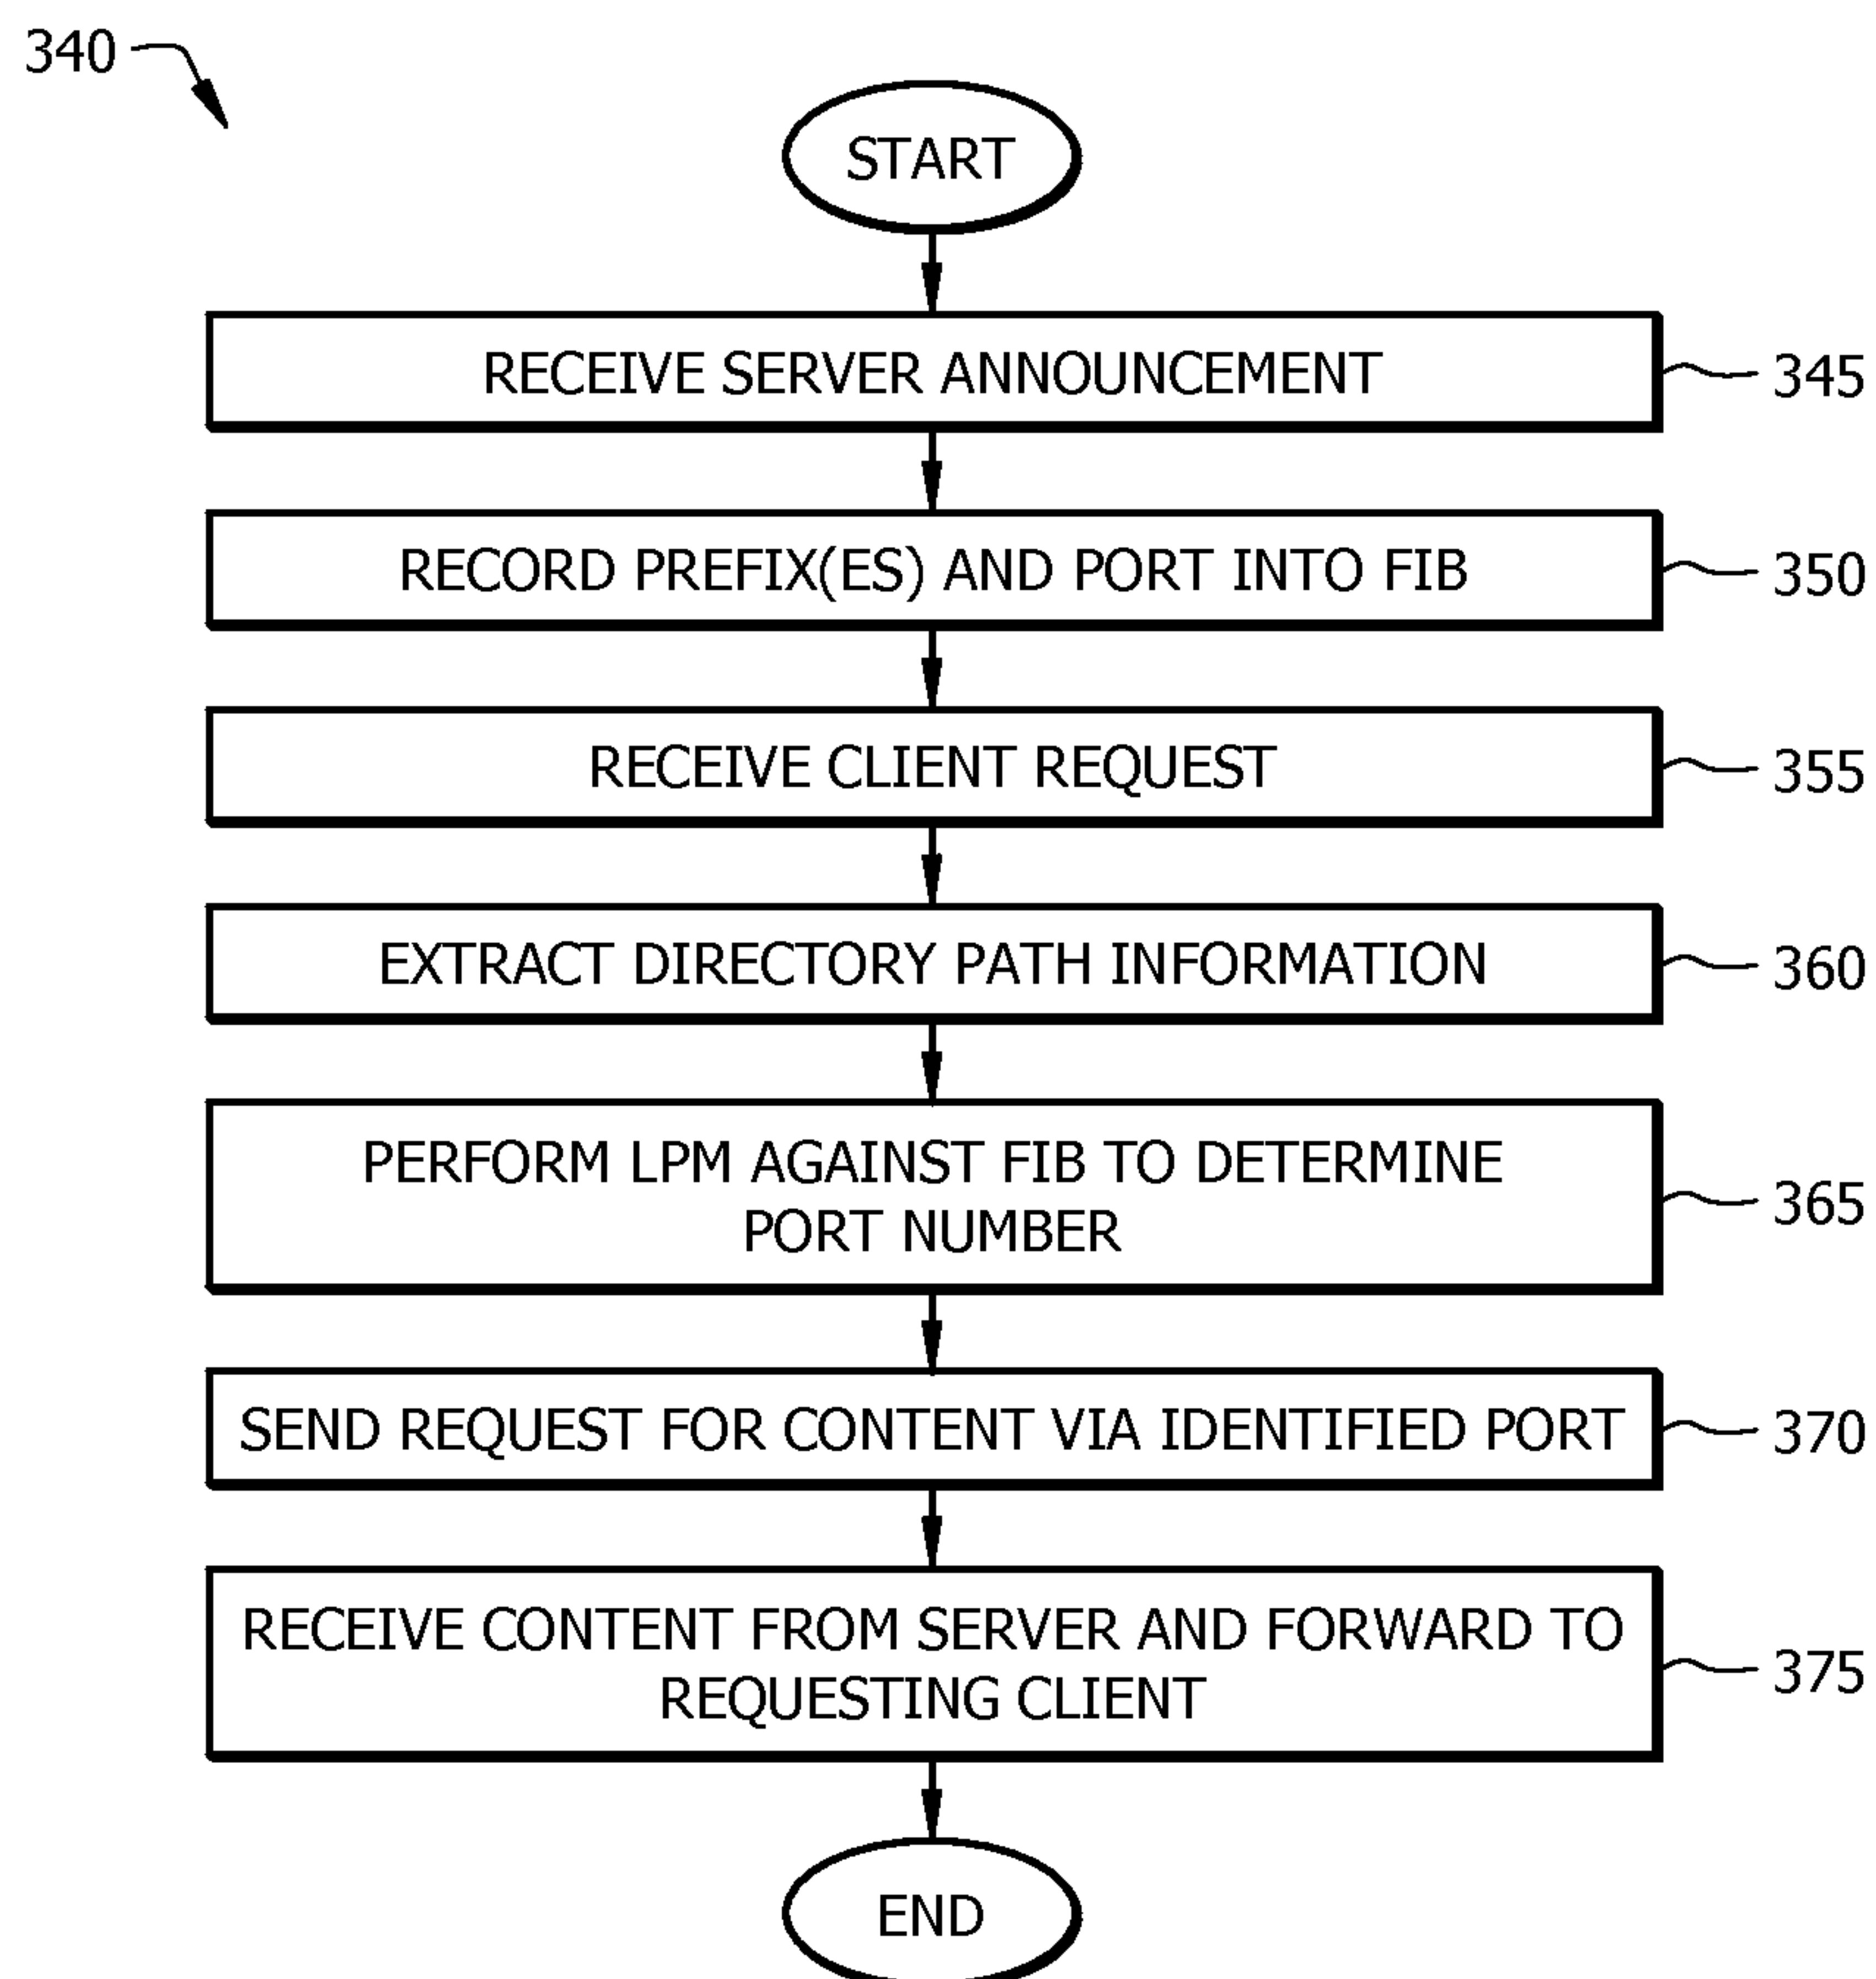 340
START
RECEIVE SERVER ANNOUNCEMENT
345
RECORD PREFIX(ES) AND PORT INTO FIB
350
RECEIVE CLIENT REQUEST
355
EXTRACT DIRECTORY PATH INFORMATION
360
PERFORM LPM AGAINST FIB TO DETERMINE
PORT NUMBER
365
SEND REQUEST FOR CONTENT VIA IDENTIFIED PORT
370
RECEIVE CONTENT FROM SERVER AND FORWARD TO
REQUESTING CLIENT
375
END